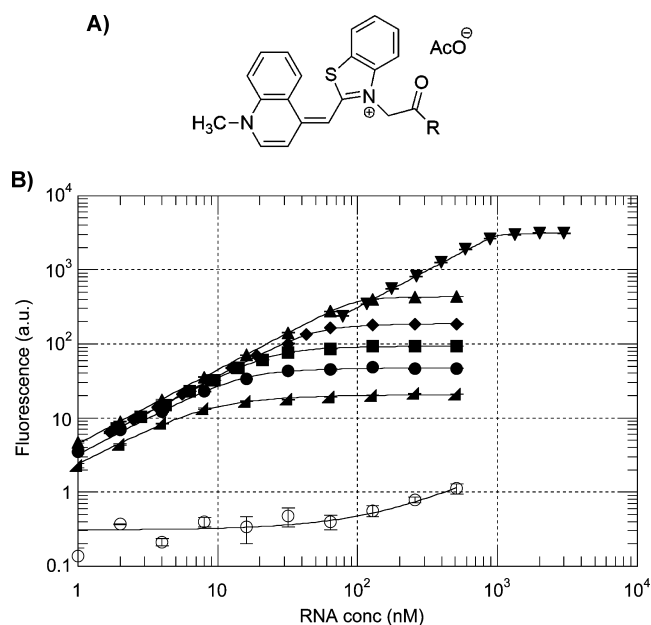 A)
AcO⊖
S
O
N
⊕
H₃C
N
R
B)
10⁴
10³
10²
10
1
0.1
Fluorescence (a.u.)
1
10
10²
10³
10⁴
RNA conc (nM)